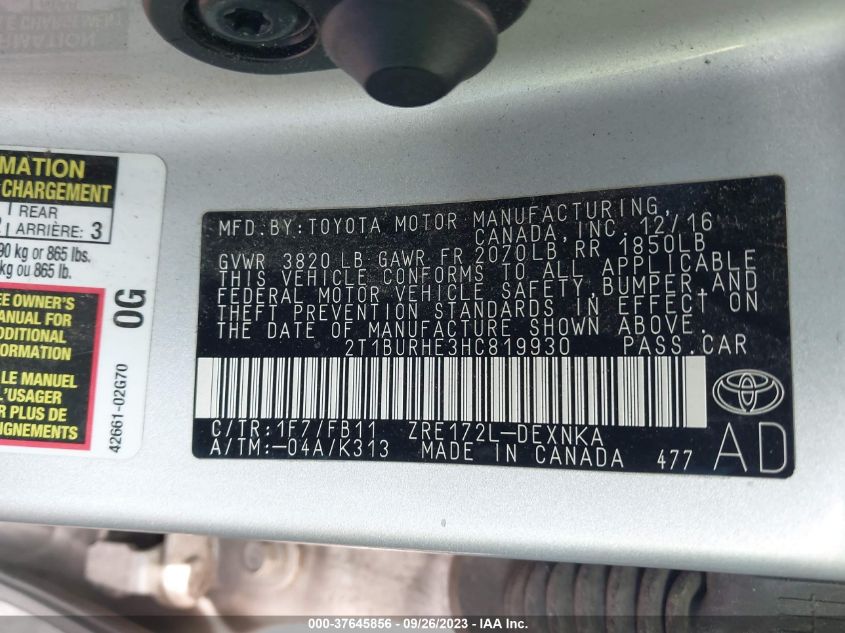 MATION
CHARGEMENT
REAR
ARRIÈRE: 3
90 kg or 865 lbs.
kg ou 865 lb.
EE OWNER'S
MANUAL FOR
ADDITIONAL
FORMATION
LE MANUEL
L'USAGER
R PLUS DE
EIGNEMENTS
0G
42661-02G70
MFD.BY:TOYOTA MOTOR MANUFACTURING,
CANADA, INC. 12/16
GVWR 3820 LB GAWR FR 2070LB RR 1850LB
THIS VEHICLE CONFORMS TO ALL APPLICABLE
FEDERAL MOTOR VEHICLE SAFETY, BUMPER, AND
THEFT PREVENTION STANDARDS IN EFFECT ON
THE DATE OF MANUFACTURE SHOWN ABOVE.
2T1BURHE3HC819930 PASS.CAR
C/TR:1F7/FB11 ZRE172L-DEXNKA
A/TM:-04A/K313 MADE IN CANADA 477
AD
000-37645856 - 09/26/2023 - IAA Inc.